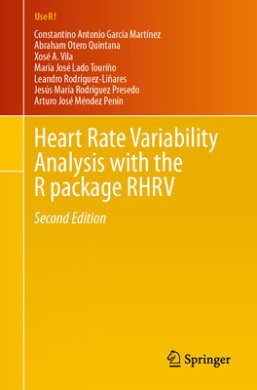 Use R!
Constantino Antonio García Martínez
Abraham Otero Quintana
Xosé A. Vila
María José Lado Touriño
Leandro Rodríguez-Liñares
Jesús María Rodríguez Presedo
Arturo José Méndez Penín
Heart Rate Variability
Analysis with the
R package RHRV
Second Edition
Springer